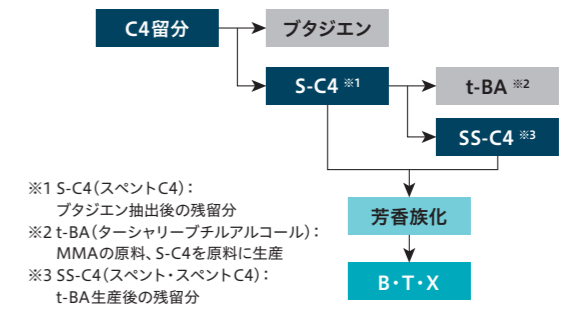 C4留分
ブタジエン
S-C4 ※1
t-BA ※2
SS-C4 ※3
芳香族化
B・T・X
※1 S-C4(スペントC4)：
ブタジエン抽出後の残留分
※2 t-BA(ターシャリーブチルアルコール)：
MMAの原料、S-C4を原料に生産
※3 SS-C4(スペント・スペントC4)：
t-BA生産後の残留分